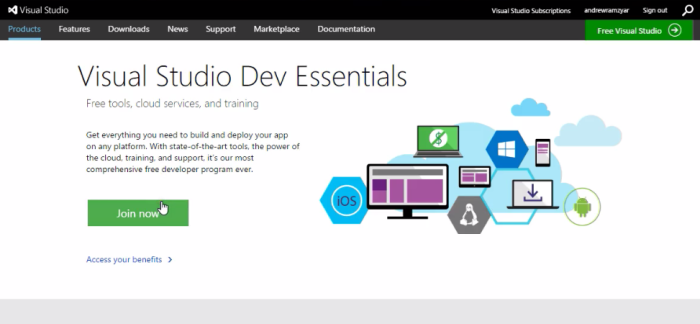 Visual Studio
Visual Studio Subscriptions andrewramzyar Sign out
Products Features Downloads News Support Marketplace Documentation
Free Visual Studio
Visual Studio Dev Essentials
Free tools, cloud services, and training
Get everything you need to build and deploy your app
on any platform. With state-of-the-art tools, the power of
the cloud, training, and support, it's our most
comprehensive free developer program ever.
Join now
Access your benefits
iOS
$